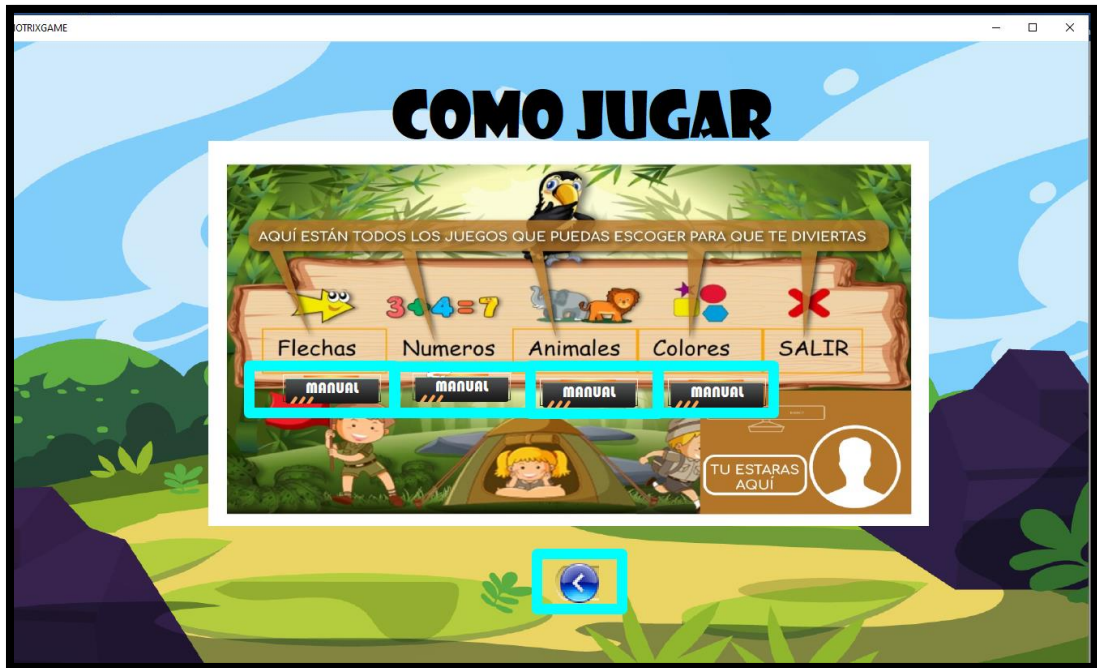 OTRIXGAME
COMO JUGAR
AQUÍ ESTÁN TODOS LOS JUEGOS QUE PUEDAS ESCOGER PARA QUE TE DIVIERTAS
3+4=7
Flechas Numeros Animales Colores SALIR
MANUAL MANUAL MANUAL MANUAL
TU ESTARAS
AQUÍ